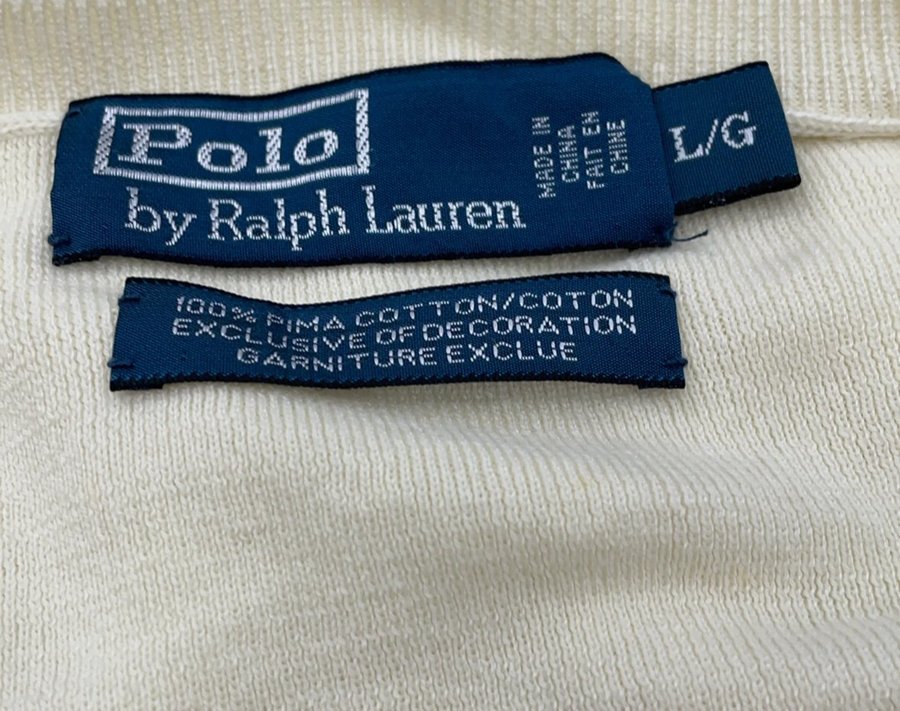 Polo
by Ralph Lauren
MADE IN
CHINA
FAIT EN
CHINE
L/G
100% PIMA COTTON/COTON
EXCLUSIVE OF DECORATION
GARNITURE EXCLUE